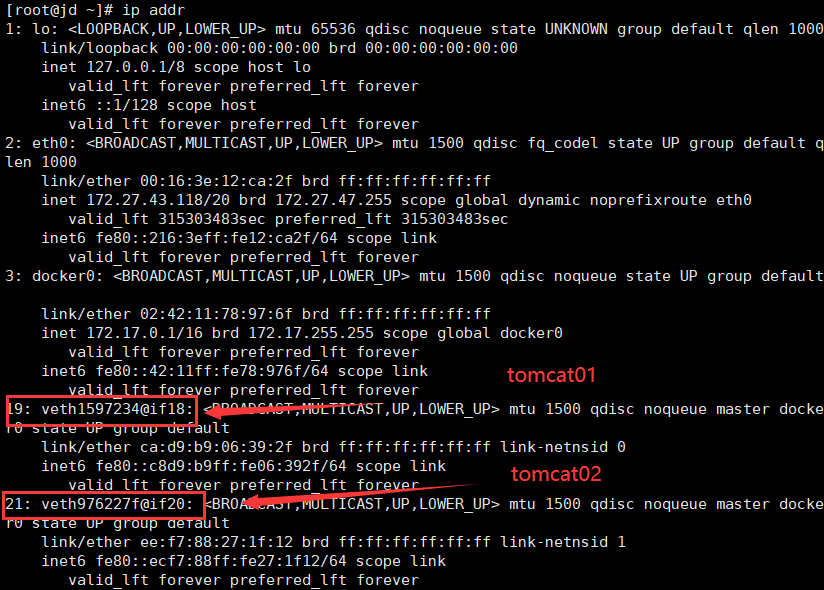 [root@jd ~]# ip addr
1: lo: <LOOPBACK,UP,LOWER_UP> mtu 65536 qdisc noqueue state UNKNOWN group default qlen 1000
link/loopback 00:00:00:00:00:00 brd 00:00:00:00:00:00
inet 127.0.0.1/8 scope host lo
valid_lft forever preferred_lft forever
inet6 ::1/128 scope host
valid_lft forever preferred_lft forever
2: eth0: <BROADCAST,MULTICAST,UP,LOWER_UP> mtu 1500 qdisc fq_codel state UP group default q
len 1000
link/ether 00:16:3e:12:ca:2f brd ff:ff:ff:ff:ff:ff
inet 172.27.43.118/20 brd 172.27.47.255 scope global dynamic noprefixroute eth0
valid_lft 315303483sec preferred_lft 315303483sec
inet6 fe80::216:3eff:fe12:ca2f/64 scope link
valid_lft forever preferred_lft forever
3: docker0: <BROADCAST,MULTICAST,UP,LOWER_UP> mtu 1500 qdisc noqueue state UP group default
link/ether 02:42:11:78:97:6f brd ff:ff:ff:ff:ff:ff
inet 172.17.0.1/16 brd 172.17.255.255 scope global docker0
valid_lft forever preferred_lft forever
inet6 fe80::42:11ff:fe78:976f/64 scope link
tomcat01
valid_lft forever preferred_lft forever
19: veth1597234@if18: <BROADCAST,MULTICAST,UP,LOWER_UP> mtu 1500 qdisc noqueue master docke
r0 state UP group default
link/ether ca:d9:b9:06:39:2f brd ff:ff:ff:ff:ff:ff link-netnsid 0
inet6 fe80::c8d9:b9ff:fe06:392f/64 scope link
tomcat02
valid_lft forever preferred_lft forever
21: veth976227f@if20: <BROADCAST,MULTICAST,UP,LOWER_UP> mtu 1500 qdisc noqueue master docke
r0 state UP group default
link/ether ee:f7:88:27:1f:12 brd ff:ff:ff:ff:ff:ff link-netnsid 1
inet6 fe80::ecf7:88ff:fe27:1f12/64 scope link
valid_lft forever preferred_lft forever